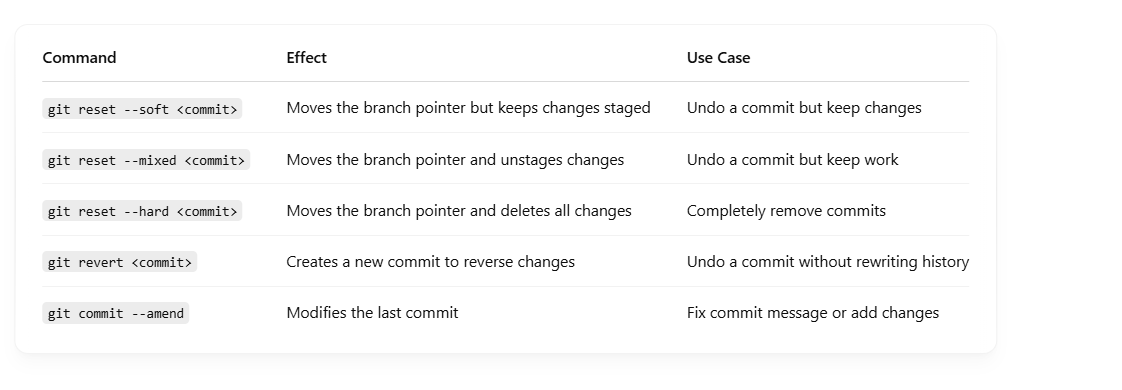 Command Effect Use Case
git reset --soft <commit> Moves the branch pointer but keeps changes staged Undo a commit but keep changes
git reset --mixed <commit> Moves the branch pointer and unstages changes Undo a commit but keep work
git reset --hard <commit> Moves the branch pointer and deletes all changes Completely remove commits
git revert <commit> Creates a new commit to reverse changes Undo a commit without rewriting history
git commit --amend Modifies the last commit Fix commit message or add changes